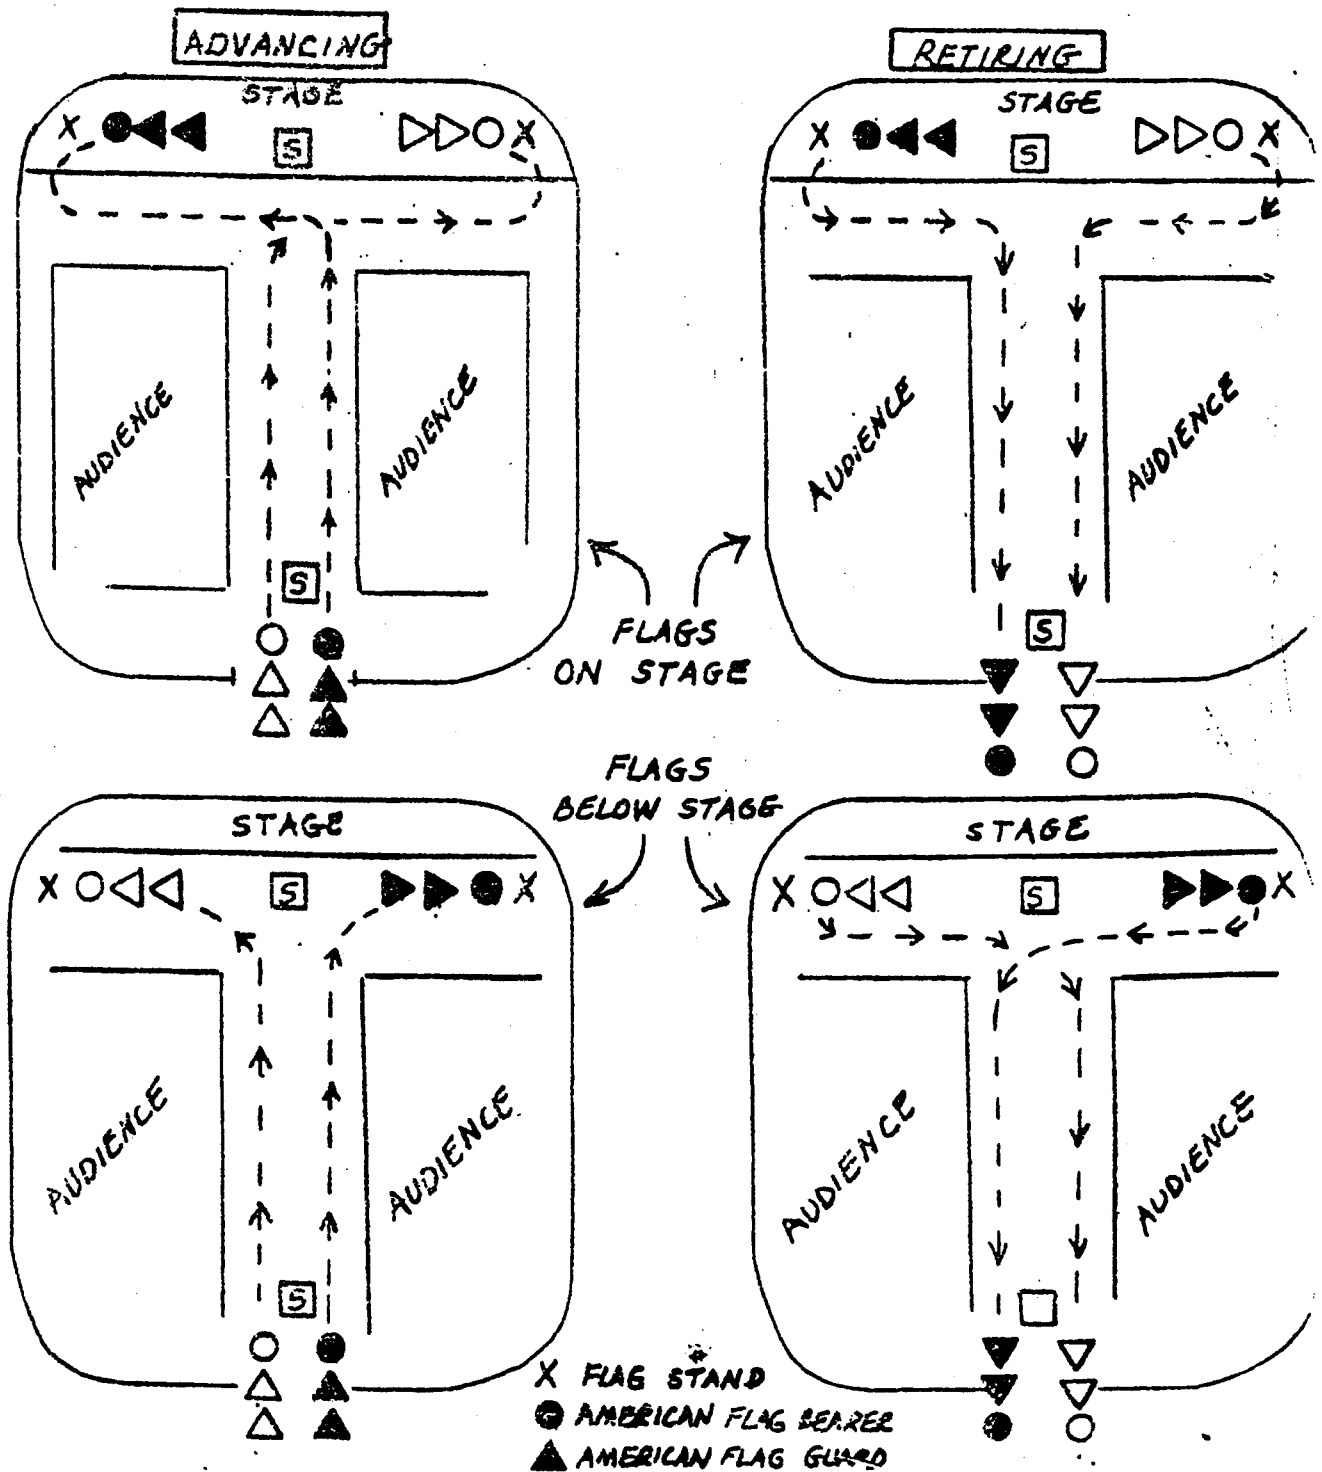 ADVANCING
RETIRING
STAGE
STAGE
X
X
X
X
S
S
AUDIENCE
AUDIENCE
AUDIENCE
AUDIENCE
S
S
FLAGS
ON STAGE
FLAGS
BELOW STAGE
STAGE
STAGE
X
X
X
X
S
S
AUDIENCE
AUDIENCE
AUDIENCE
AUDIENCE
S
X FLAG STAND
AMERICAN FLAG BEARER
AMERICAN FLAG GUARD